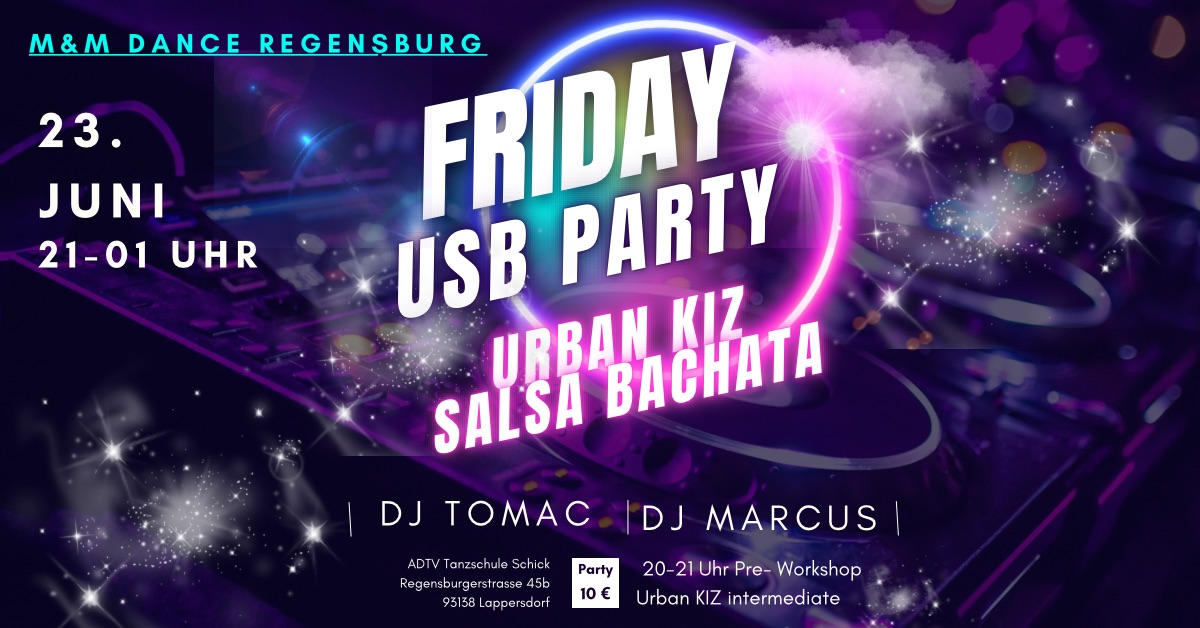 M&M DANCE REGENSBURG
23.
JUNI
21-01 UHR
FRIDAY
USB PARTY
URBAN KIZ
SALSA BACHATA
DJ TOMAC
DJ MARCUS
ADTV Tanzschule Schick
Regensburgerstrasse 45b
93138 Lappersdorf
Party
10 €
20-21 Uhr Pre- Workshop
Urban KIZ intermediate